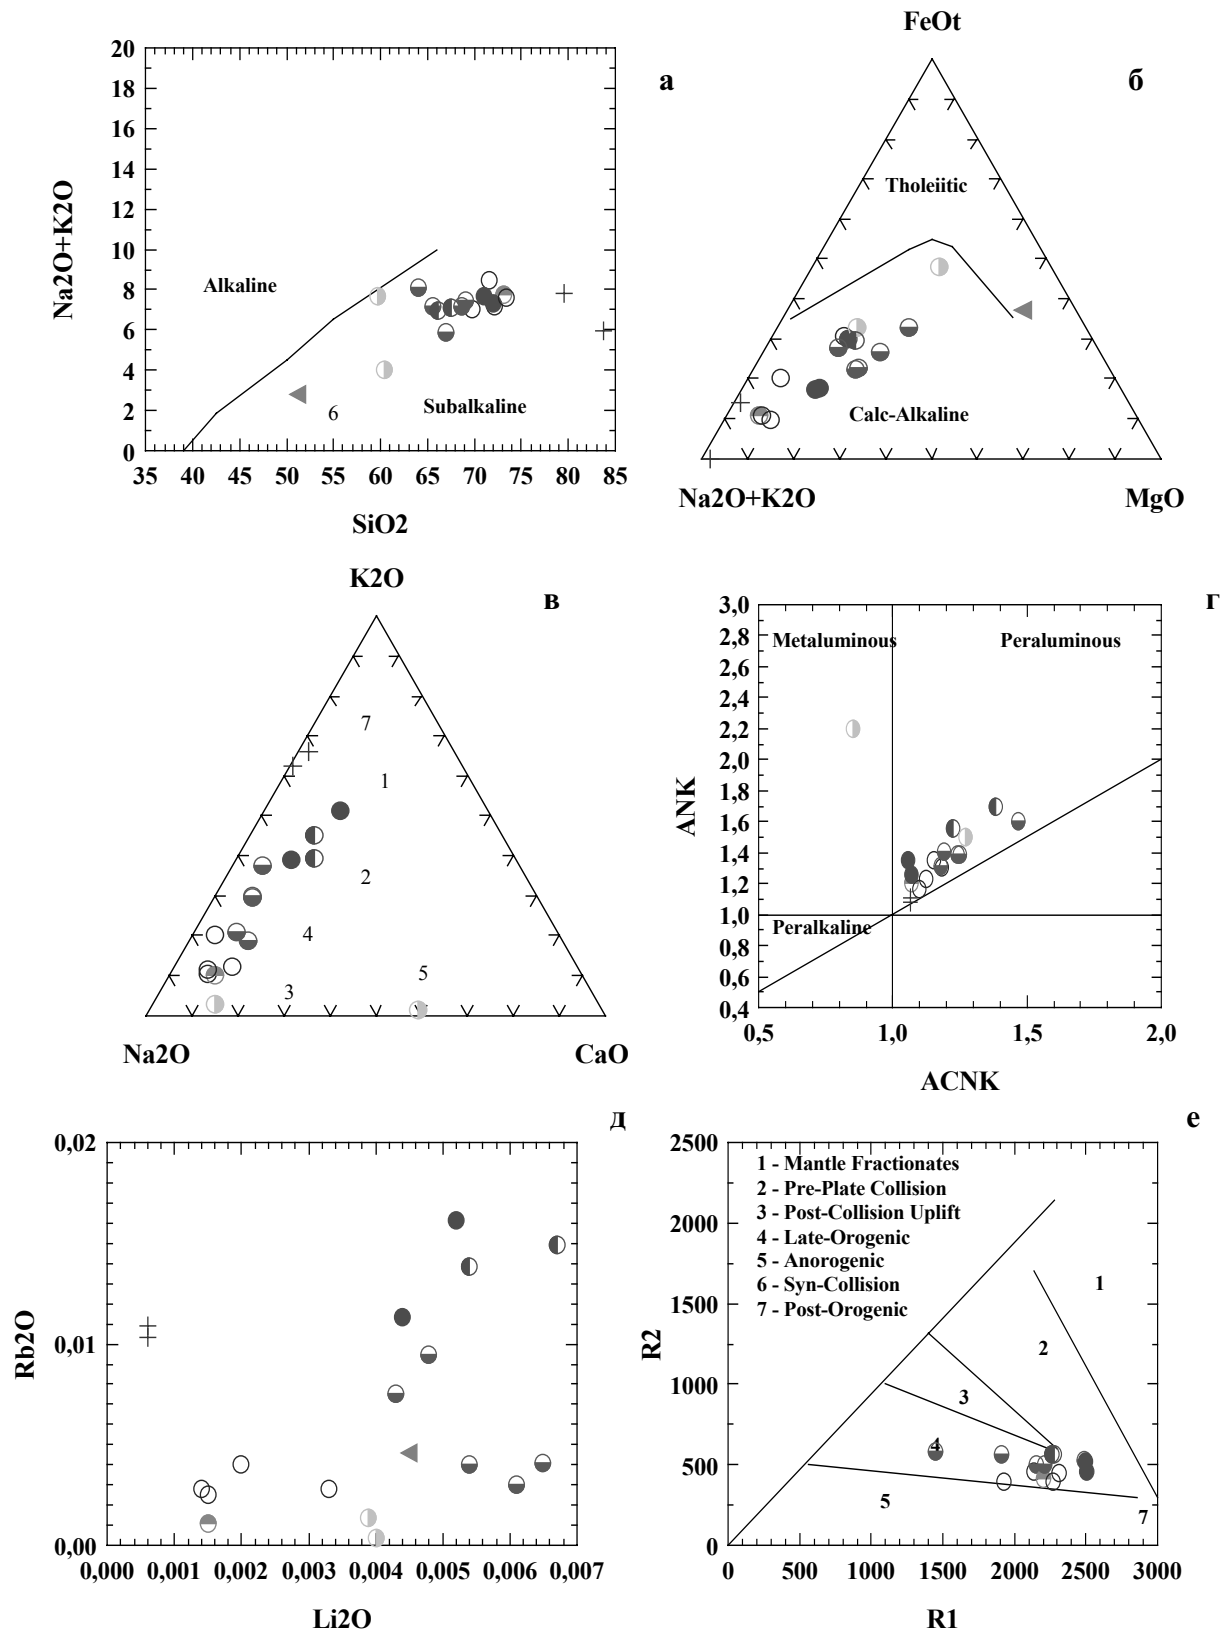 а
20
18
16
14
12
10
8
6
4
2
0
Na2O+K2O
Alkaline
Subalkaline
6
35 40 45 50 55 60 65 70 75 80 85
SiO2
FeOt
б
Tholeiitic
Calc-Alkaline
Na2O+K2O
MgO
K2O
в
7
1
2
4
5
3
Na2O
CaO
г
3,0
2,8
2,6
2,4
2,2
2,0
1,8
1,6
1,4
1,2
1,0
0,8
0,6
0,4
ANK
Metaluminous
Peraluminous
Peralkaline
0,5 1,0 1,5 2,0
ACNK
д
0,02
0,01
0,00
Rb2O
0,000 0,001 0,002 0,003 0,004 0,005 0,006 0,007
Li2O
е
2500
2000
1500
1000
500
0
R2
1 - Mantle Fractionates
2 - Pre-Plate Collision
3 - Post-Collision Uplift
4 - Late-Orogenic
5 - Anorogenic
6 - Syn-Collision
7 - Post-Orogenic
1
2
3
4
5
7
0 500 1000 1500 2000 2500 3000
R1